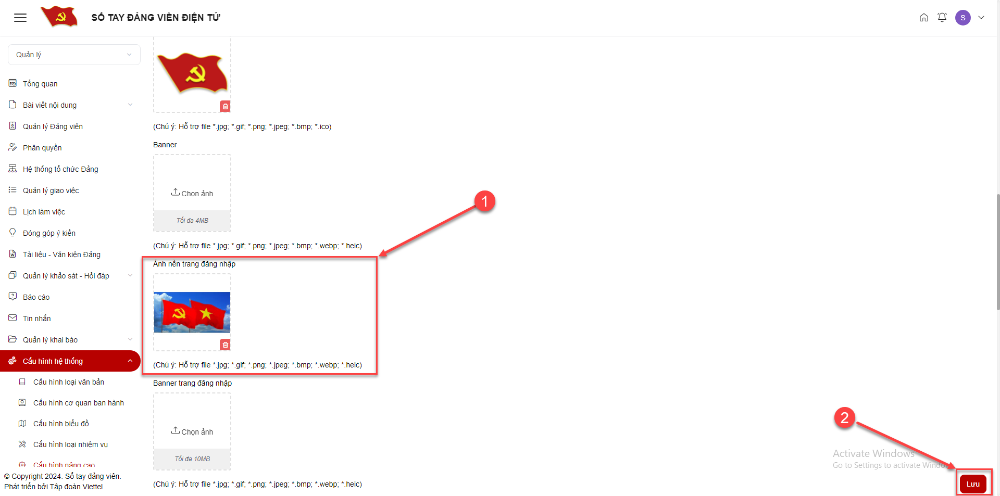 SỔ TAY ĐẢNG VIÊN ĐIỆN TỬ
S
Quản lý
Tổng quan
Bài viết nội dung
Quản lý Đảng viên
Phân quyền
Hệ thống tổ chức Đảng
Quản lý giao việc
Lịch làm việc
Đóng góp ý kiến
Tài liệu - Văn kiện Đảng
Quản lý khảo sát - Hỏi đáp
Báo cáo
Tin nhắn
Quản lý khai báo
Cấu hình hệ thống
Cấu hình loại văn bản
Cấu hình cơ quan ban hành
Cấu hình biểu đồ
Cấu hình loại nhiệm vụ
Cấu hình nâng cao
© Copyright 2024. Sổ tay đảng viên.
Phát triển bởi Tập đoàn Viettel
(Chú ý: Hỗ trợ file *.jpg; *.gif; *.png; *.jpeg; *.bmp; *.ico)
Banner
Chọn ảnh
Tối đa 4MB
(Chú ý: Hỗ trợ file *.jpg; *.gif; *.png; *.jpeg; *.bmp; *.webp; *.heic)
1
Ảnh nền trang đăng nhập
(Chú ý: Hỗ trợ file *.jpg; *.gif; *.png; *.jpeg; *.bmp; *.webp; *.heic)
Banner trang đăng nhập
Chọn ảnh
Tối đa 10MB
(Chú ý: Hỗ trợ file *.jpg; *.gif; *.png; *.jpeg; *.bmp; *.webp; *.heic)
2
Activate Windows
Go to Settings to activate Windows.
Lưu